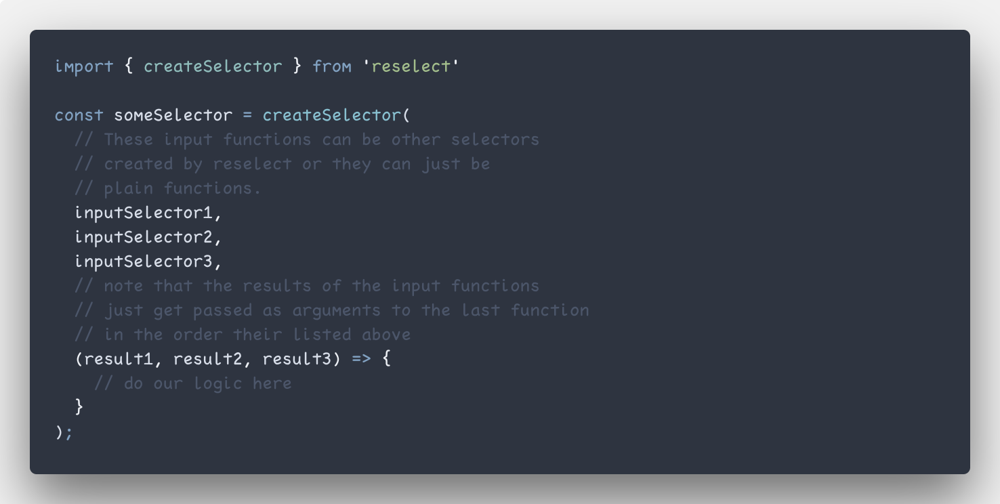 import { createSelector } from 'reselect'

const someSelector = createSelector(
  // These input functions can be other selectors
  // created by reselect or they can just be
  // plain functions.
  inputSelector1,
  inputSelector2,
  inputSelector3,
  // note that the results of the input functions
  // just get passed as arguments to the last function
  // in the order their listed above
  (result1, result2, result3) => {
    // do our logic here
  }
);